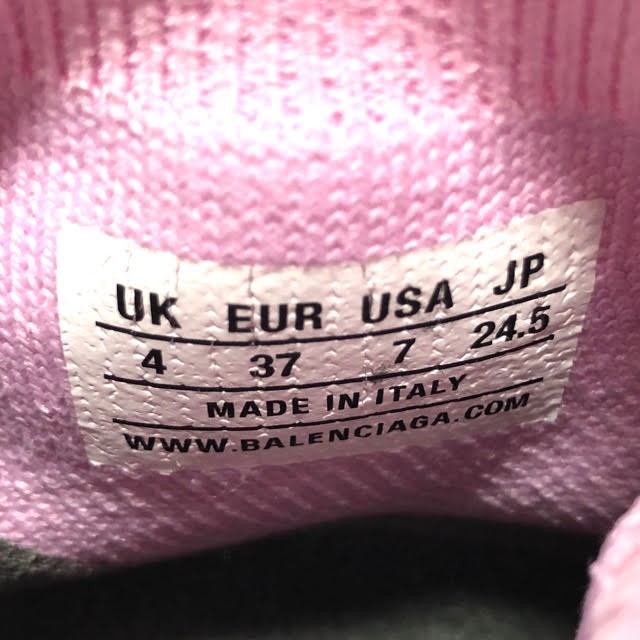 UK EUR USA JP
4 37 7 24.5
MADE IN ITALY
WWW.BALENCIAGA.COM